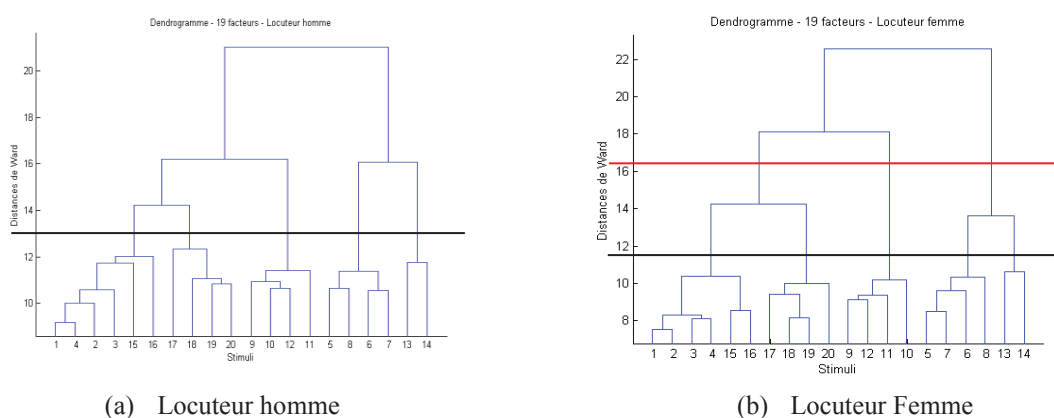 Dendrogramme - 19 facteurs - Locuteur homme
Distances de Ward
20
18
16
14
12
10
1 4 2 3 15 16 17 18 19 20 9 10 12 11 5 8 6 7 13 14
Stimuli
(a) Locuteur homme
Dendrogramme - 19 facteurs - Locuteur femme
Distances de Ward
22
20
18
16
14
12
10
8
1 2 3 4 15 16 17 18 19 20 9 12 11 10 5 7 6 8 13 14
Stimuli
(b) Locuteur Femme